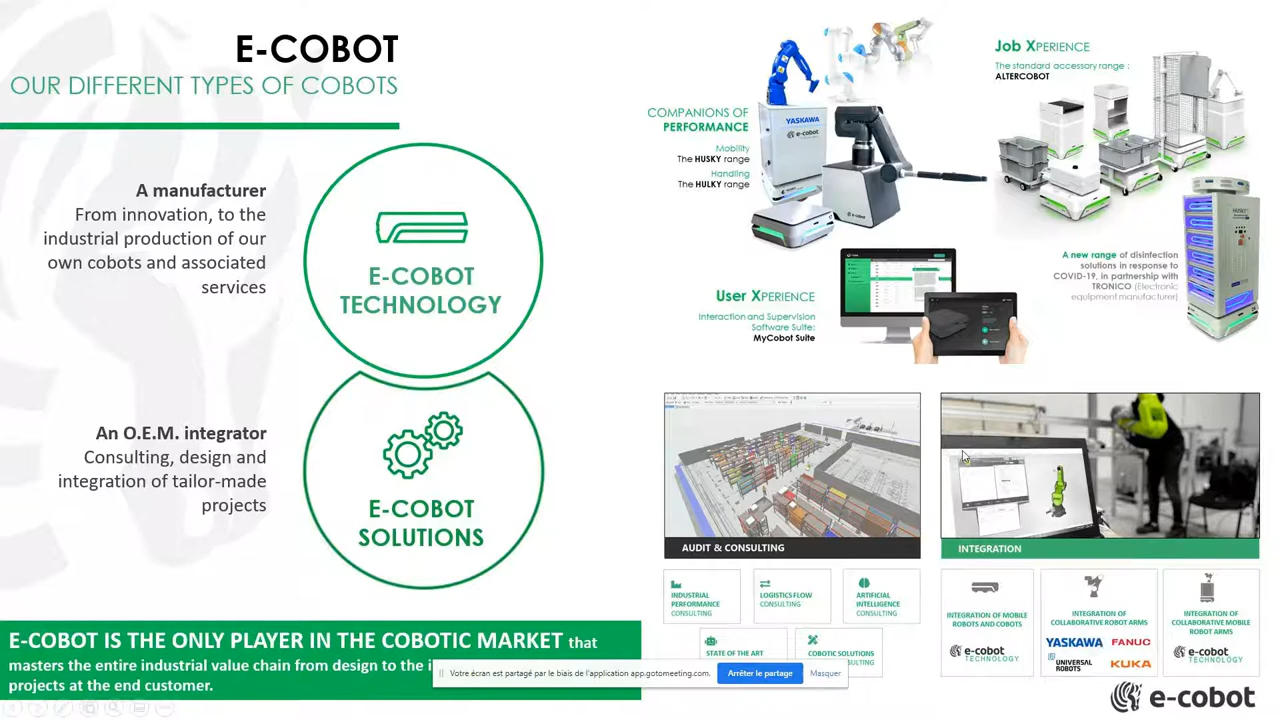 E-COBOT
OUR DIFFERENT TYPES OF COBOTS
A manufacturer
From innovation, to the
industrial production of our
own cobots and associated
services
E-COBOT
TECHNOLOGY
An O.E.M. integrator
Consulting, design and
integration of tailor-made
projects
E-COBOT
SOLUTIONS
E-COBOT IS THE ONLY PLAYER IN THE COBOTIC MARKET that
masters the entire industrial value chain from design to the
projects at the end customer.
COMPANIONS OF
PERFORMANCE
Mobility
The HUSKY range
Handling
The HULKY range
YASKAWA
e-cobot
e-cobot
Job XPERIENCE
The standard accessory range :
ALTERCOBOT
User XPERIENCE
Interaction and Supervision
Software Suite:
MyCobot Suite
A new range of disinfection
solutions in response to
COVID-19, in partnership with
TRONICO (Electronic
equipment manufacturer)
AUDIT & CONSULTING
INDUSTRIAL
PERFORMANCE
CONSULTING
LOGISTICS FLOW
CONSULTING
ARTIFICIAL
INTELLIGENCE
CONSULTING
STATE OF THE ART
COBOTIC SOLUTIONS
CONSULTING
INTEGRATION
INTEGRATION OF MOBILE
ROBOTS AND COBOTS
e-cobot
TECHNOLOGY
INTEGRATION OF
COLLABORATIVE ROBOT ARMS
YASKAWA FANUC
UNIVERSAL
ROBOTS
KUKA
INTEGRATION OF
COLLABORATIVE MOBILE
ROBOT ARMS
e-cobot
TECHNOLOGY
Votre écran est partagé par le biais de l'application app.gotomeeting.com. Arrêter le partage Masquer
e-cobot